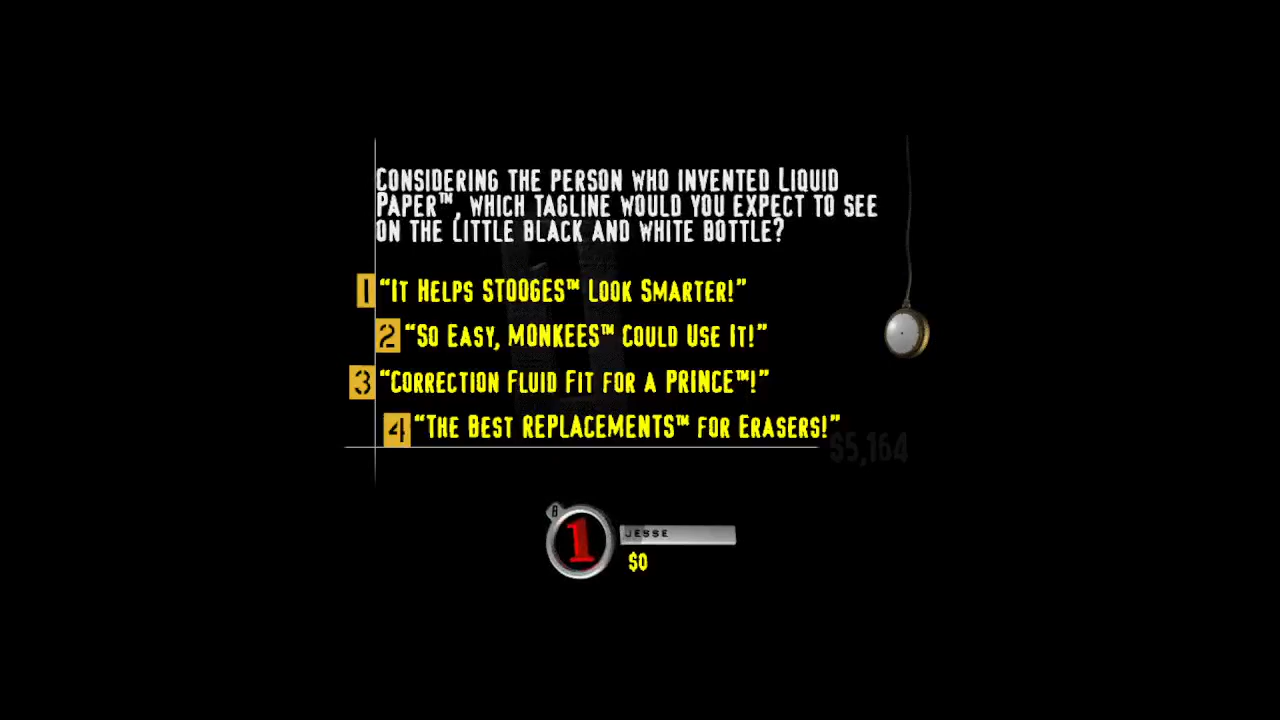 Considering the person who invented Liquid
Paper™, which tagline would you expect to see
on the little black and white bottle?
1 “It Helps STOOGES™ Look Smarter!”
2 “So Easy, MONKEES™ Could Use It!”
3 “Correction Fluid Fit for a PRINCE™!”
4 “The Best REPLACEMENTS™ for Erasers!”
$5,164
B
1 JESSE
$0